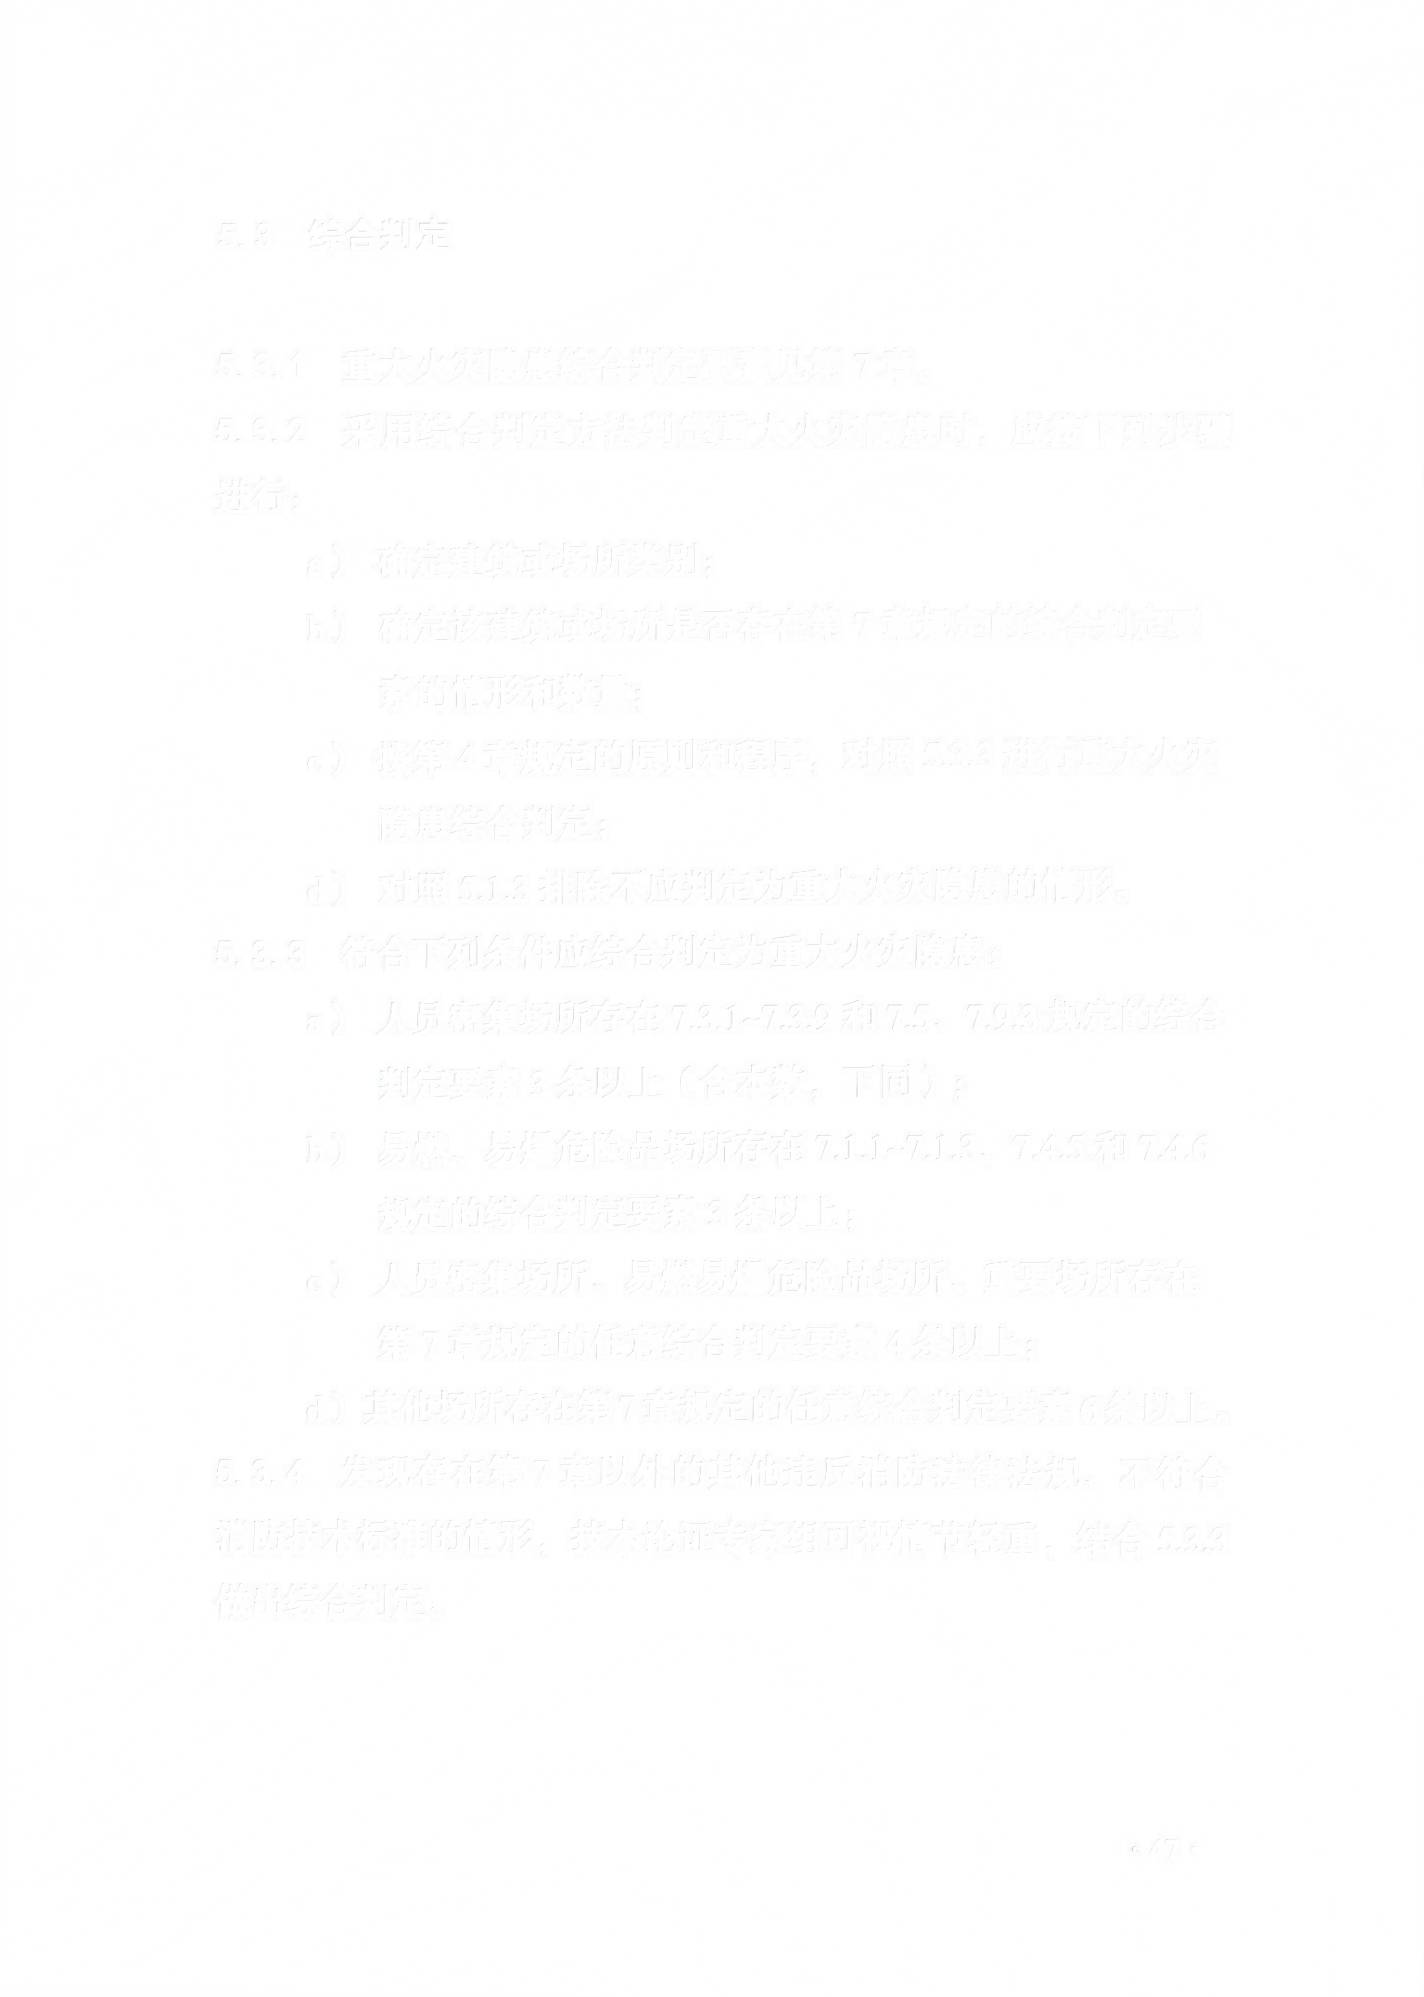 5.3 综合判定
5.3.1 重大火灾隐患综合判定要素见第7章。
5.3.2 采用综合判定方法判定重大火灾隐患时，应按下列步骤
进行：
a） 确定建筑或场所类别；
b） 确定该建筑或场所是否存在第7章规定的综合判定要
素的情形和数量；
c） 按第4章规定的原则和程序，对照5.3.3进行重大火灾
隐患综合判定；
d） 对照5.1.3排除不应判定为重大火灾隐患的情形。
5.3.3 符合下列条件应综合判定为重大火灾隐患：
a） 人员密集场所存在7.3.1~7.3.9和7.5、7.9.3规定的综合
判定要素3条以上（含本数，下同）；
b） 易燃、易爆危险品场所存在7.1.1~7.1.3、7.4.5和7.4.6
规定的综合判定要素3条以上；
c） 人员密集场所、易燃易爆危险品场所、重要场所存在
第7章规定的任意综合判定要素4条以上；
d）其他场所存在第7章规定的任意综合判定要素6条以上。
5.3.4 发现存在第7章以外的其他违反消防法律法规、不符合
消防技术标准的情形，技术论证专家组可视情节轻重，结合5.3.3
做出综合判定。
47